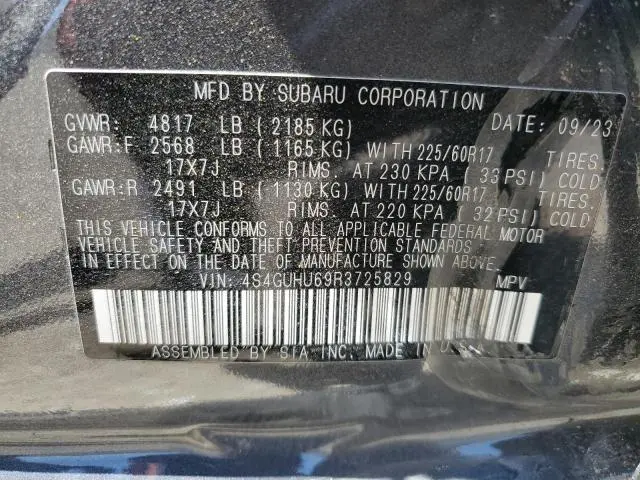 MFD BY SUBARU CORPORATION
GVWR: 4817 LB (2185 KG) DATE: 09/23
GAWR:F 2568 LB (1165 KG) WITH 225/60R17 TIRES.
17X7J RIMS. AT 230 KPA (33 PSI) COLD
GAWR:R 2491 LB (1130 KG) WITH 225/60R17 TIRES.
17X7J RIMS. AT 220 KPA (32 PSI) COLD
THIS VEHICLE CONFORMS TO ALL APPLICABLE FEDERAL MOTOR
VEHICLE SAFETY AND THEFT PREVENTION STANDARDS IN EFFECT
ON THE DATE OF MANUFACTURE SHOWN ABOVE.
VIN: 4S4GUHU69R3725829 MPV
ASSEMBLED BY SIA INC. MADE IN